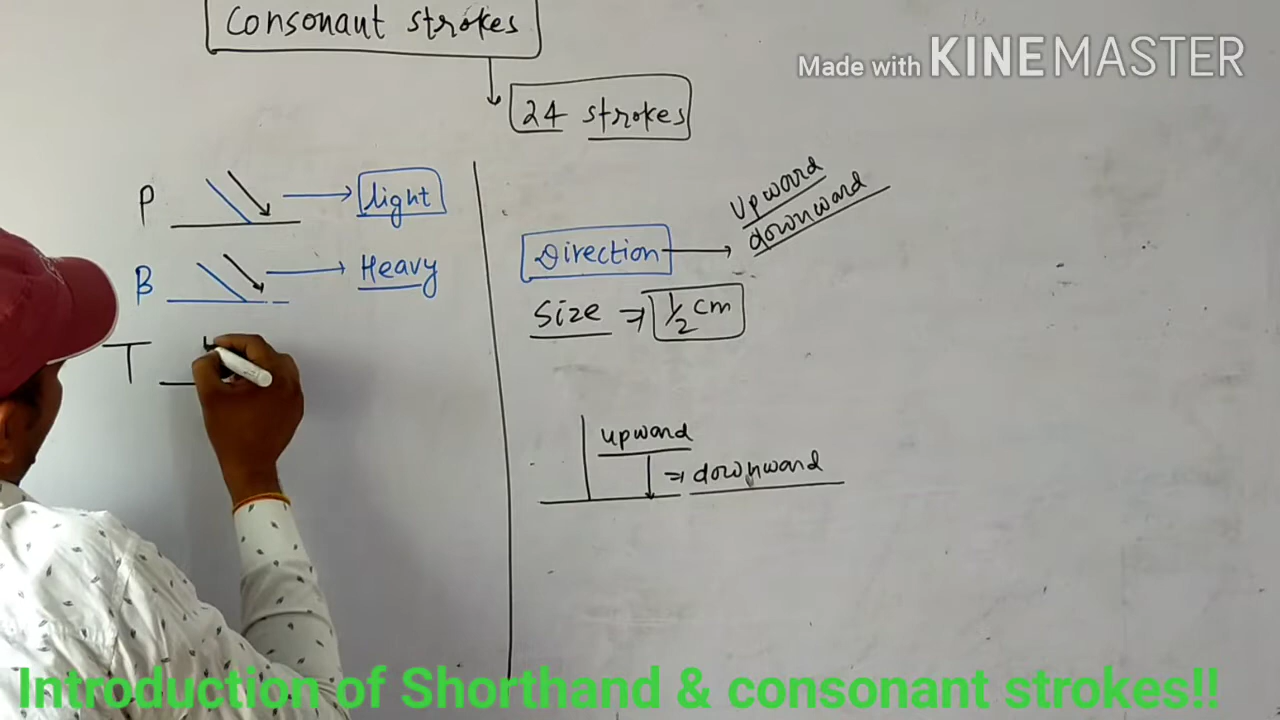 Consonant strokes
Made with KINEMASTER
24 strokes
P light
B Heavy
T
Upward
downward
Direction
Size ⇒ 1/2 cm
upward
⇒ downward
Introduction of Shorthand & consonant strokes!!